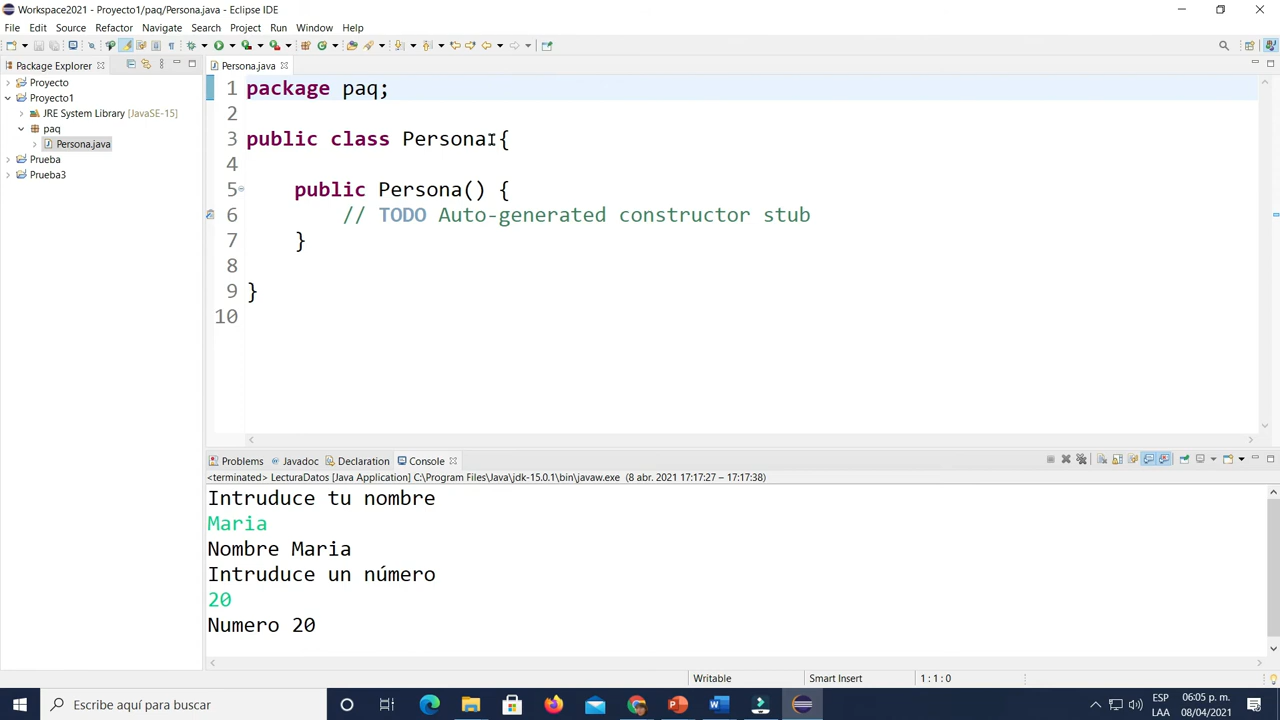 Workspace2021 - Proyecto1/paq/Persona.java - Eclipse IDE
File Edit Source Refactor Navigate Search Project Run Window Help
Package Explorer
Persona.java
Proyecto
Proyecto1
JRE System Library [JavaSE-15]
paq
Persona.java
Prueba
Prueba3
1 package paq;
2
3 public class Persona {
4
5 public Persona() {
6 // TODO Auto-generated constructor stub
7 }
8
9 }
10
Problems Javadoc Declaration Console
<terminated> LecturaDatos [Java Application] C:\Program Files\Java\jdk-15.0.1\bin\javaw.exe (8 abr. 2021 17:17:27 – 17:17:38)
Intruduce tu nombre
Maria
Nombre Maria
Intruduce un número
20
Numero 20
Writable Smart Insert 1 : 1 : 0
Escribe aquí para buscar
ESP
LAA
06:05 p. m.
08/04/2021